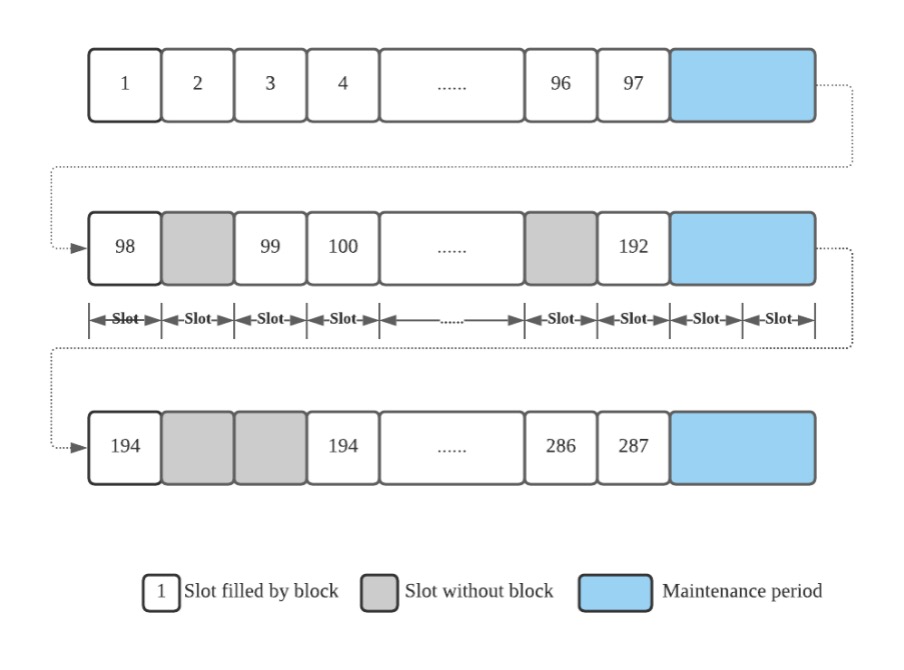 1 2 3 4 ...... 96 97
98 99 100 ...... 192
Slot Slot Slot Slot ...... Slot Slot Slot Slot
194 194 ...... 286 287
1 Slot filled by block Slot without block Maintenance period